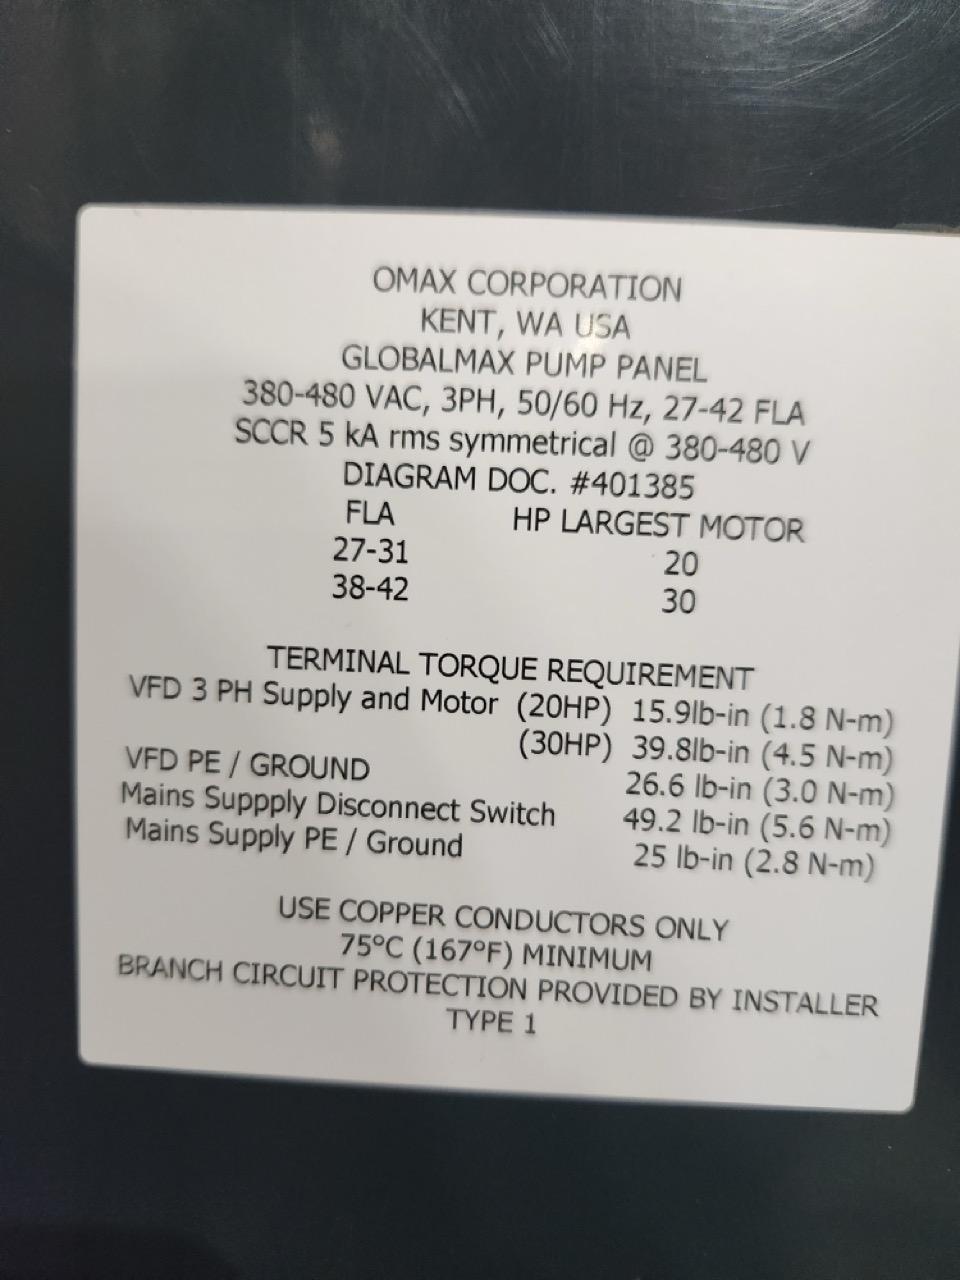 OMAX CORPORATION
KENT, WA USA
GLOBALMAX PUMP PANEL
380-480 VAC, 3PH, 50/60 Hz, 27-42 FLA
SCCR 5 kA rms symmetrical @ 380-480 V
DIAGRAM DOC. #401385
FLA HP LARGEST MOTOR
27-31 20
38-42 30
TERMINAL TORQUE REQUIREMENT
VFD 3 PH Supply and Motor (20HP) 15.9lb-in (1.8 N-m)
(30HP) 39.8lb-in (4.5 N-m)
VFD PE / GROUND 26.6 lb-in (3.0 N-m)
Mains Suppply Disconnect Switch 49.2 lb-in (5.6 N-m)
Mains Supply PE / Ground 25 lb-in (2.8 N-m)
USE COPPER CONDUCTORS ONLY
75°C (167°F) MINIMUM
BRANCH CIRCUIT PROTECTION PROVIDED BY INSTALLER
TYPE 1